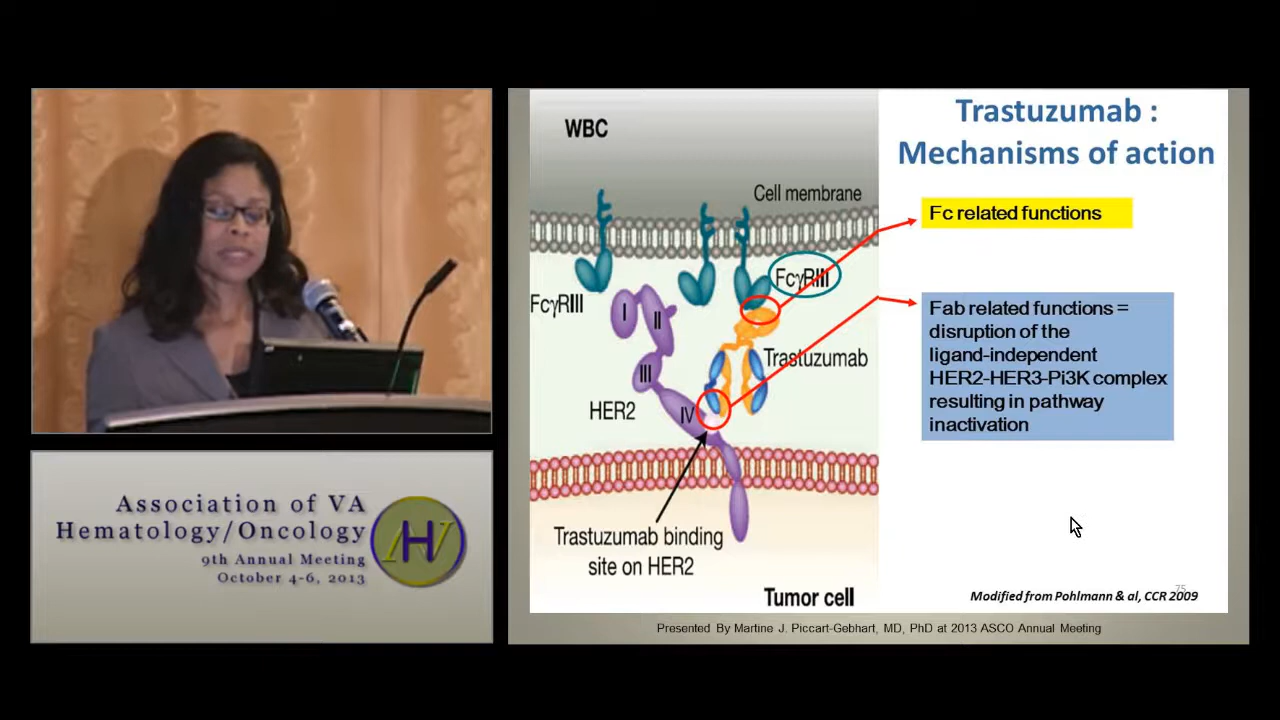 Association of VA
Hematology/Oncology
9th Annual Meeting
October 4-6, 2013
H
WBC
Cell membrane
FcγRIII
FcγRIII
I
II
III
IV
HER2
Trastuzumab
Trastuzumab binding
site on HER2
Tumor cell
Trastuzumab :
Mechanisms of action
Fc related functions
Fab related functions =
disruption of the
ligand-independent
HER2-HER3-Pi3K complex
resulting in pathway
inactivation
75
Modified from Pohlmann & al, CCR 2009
Presented By Martine J. Piccart-Gebhart, MD, PhD at 2013 ASCO Annual Meeting